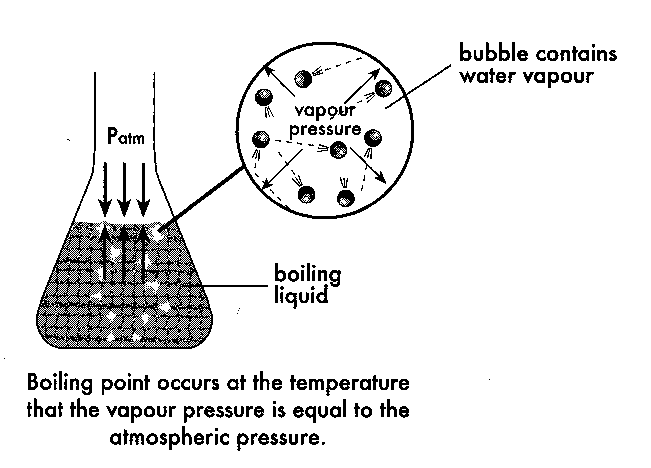 bubble contains
water vapour
vapour
pressure
Patm
boiling
liquid
Boiling point occurs at the temperature
that the vapour pressure is equal to the
atmospheric pressure.